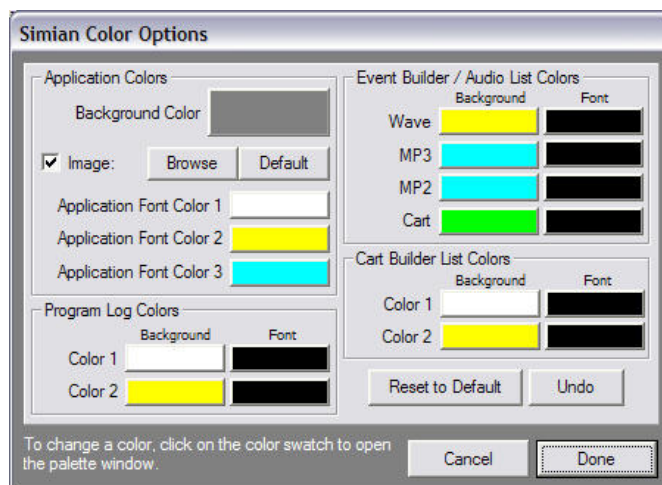 Simian Color Options
Application Colors
Background Color
Image:
Browse
Default
Application Font Color 1
Application Font Color 2
Application Font Color 3
Program Log Colors
Background Font
Color 1
Color 2
Event Builder / Audio List Colors
Background Font
Wave
MP3
MP2
Cart
Cart Builder List Colors
Background Font
Color 1
Color 2
Reset to Default
Undo
To change a color, click on the color swatch to open
the palette window.
Cancel
Done